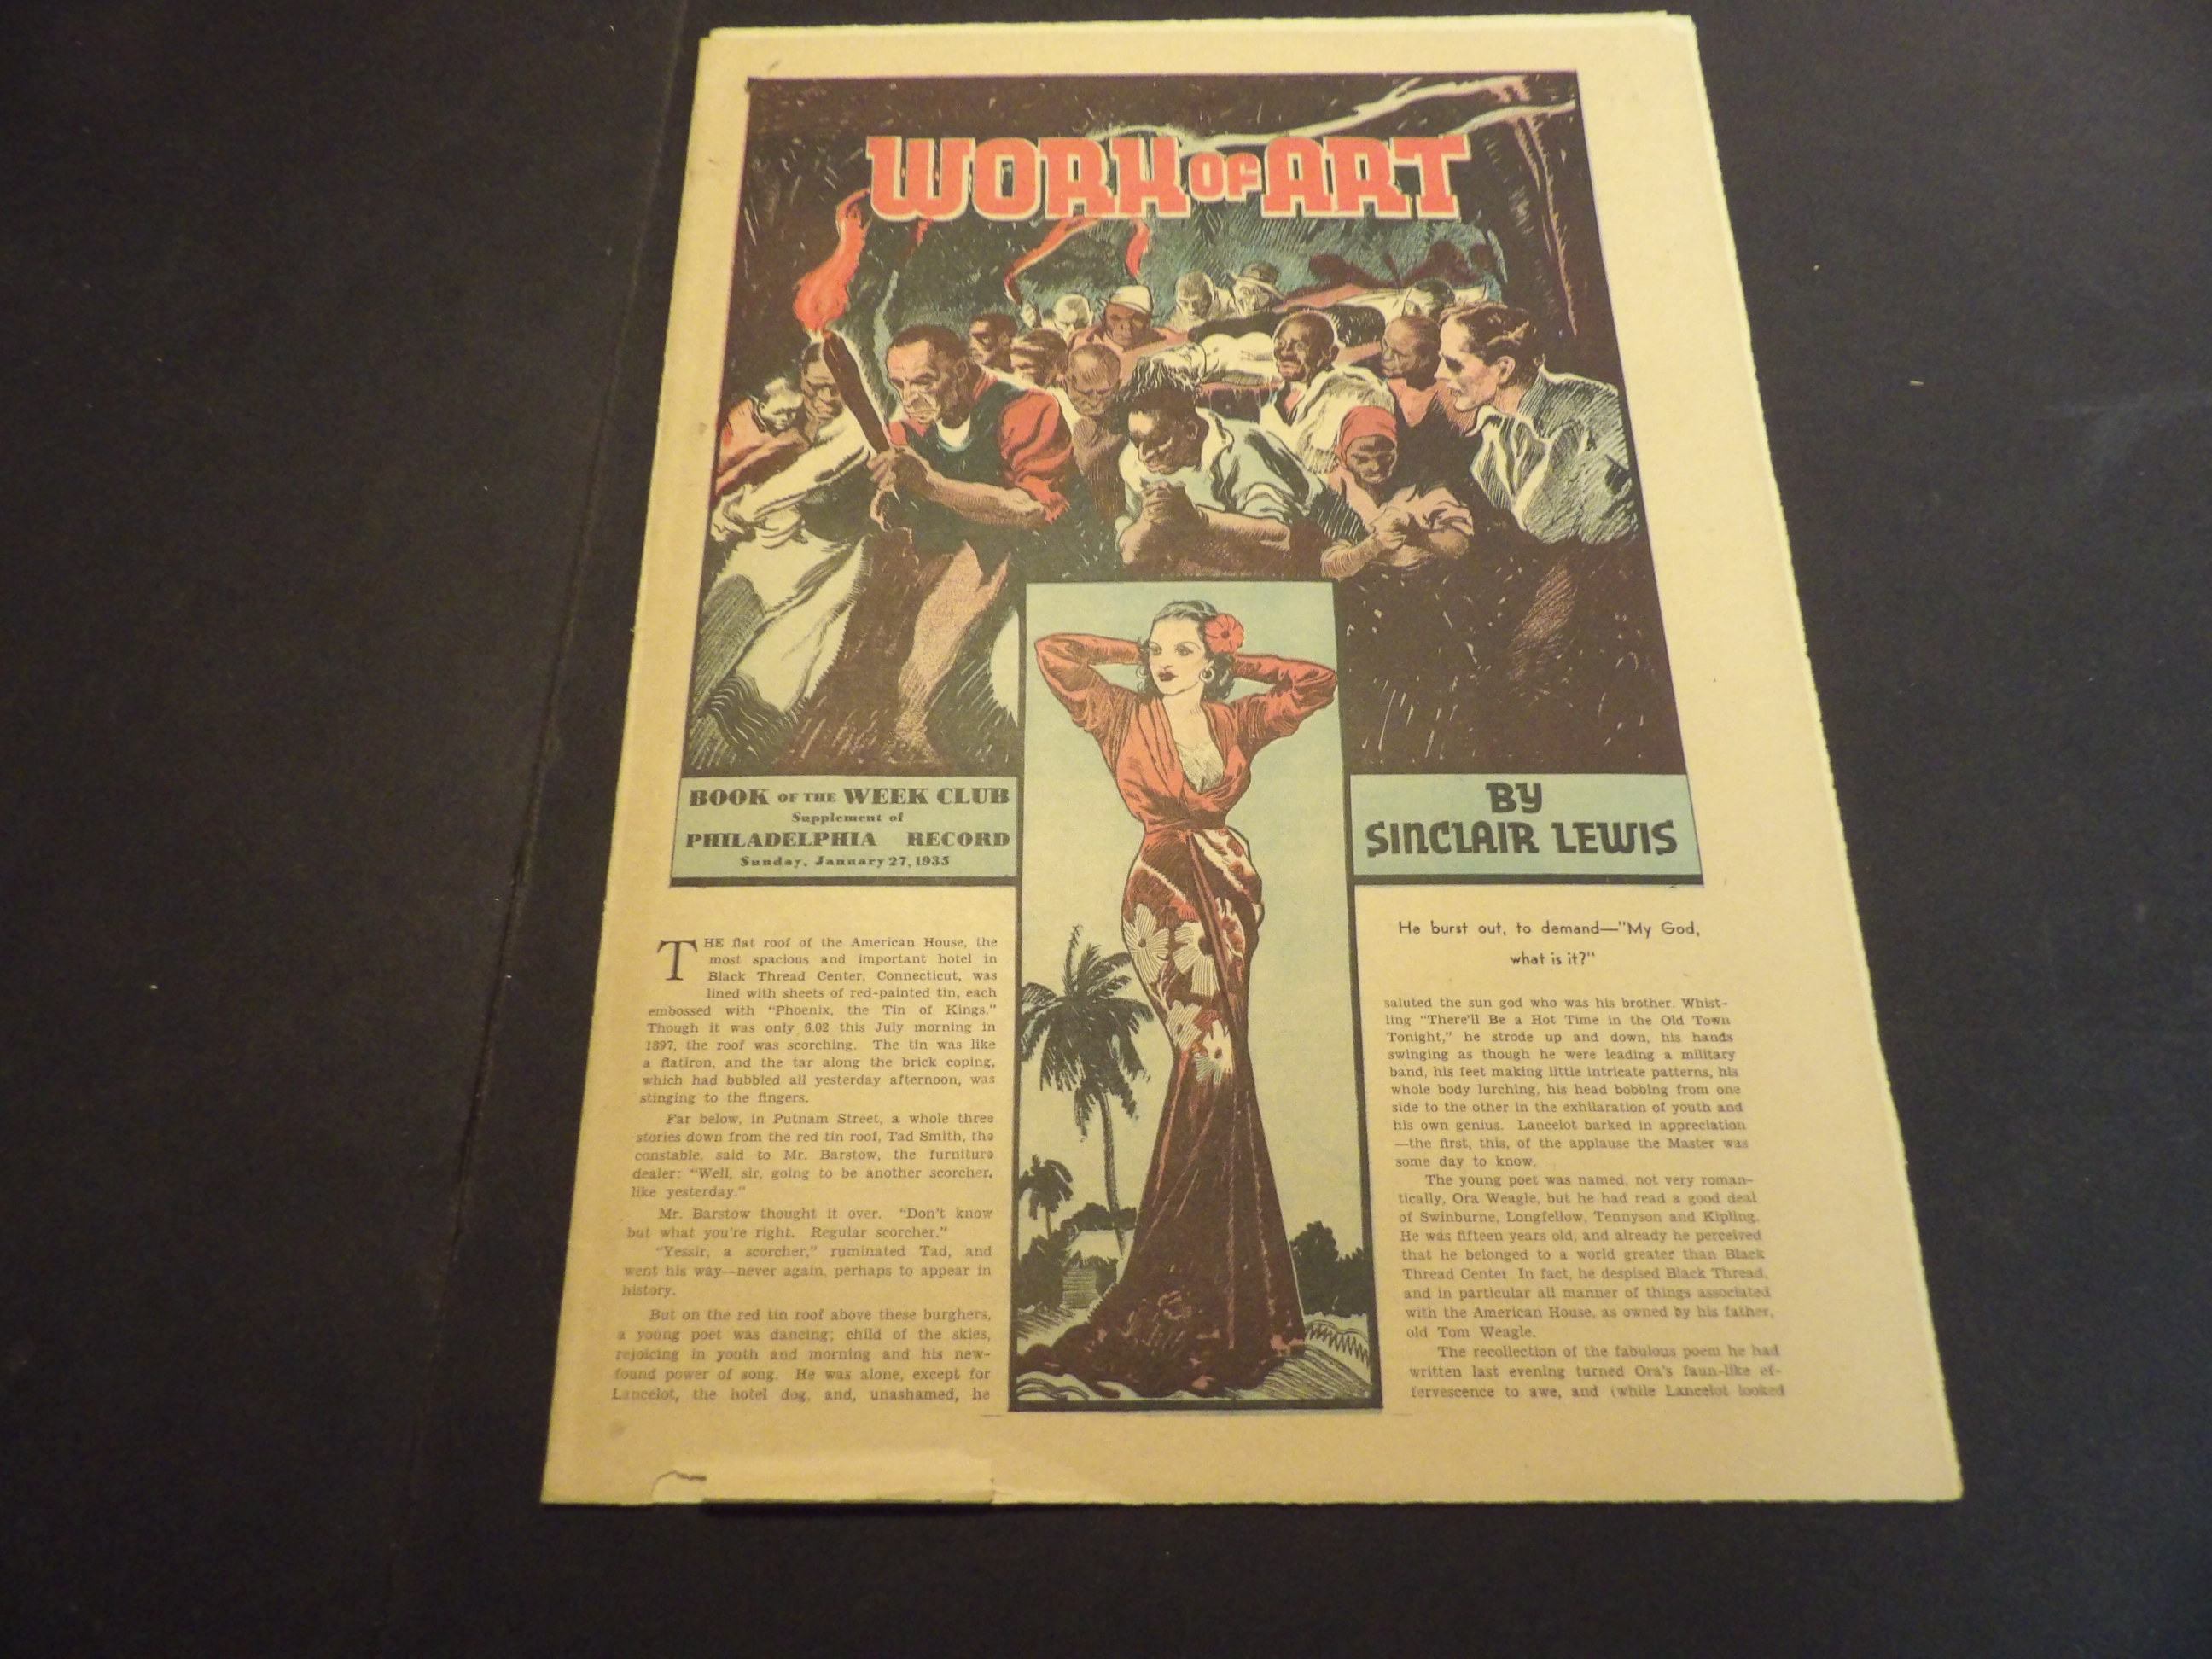 WORK OF ART
BOOK OF THE WEEK CLUB
Supplement of
PHILADELPHIA RECORD
Sunday, January 27, 1935
BY
SINCLAIR LEWIS
THE flat roof of the American House, the
most spacious and important hotel in
Black Thread Center, Connecticut, was
lined with sheets of red-painted tin, each
embossed with "Phoenix, the Tin of Kings."
Though it was only 6.02 this July morning in
1897, the roof was scorching. The tin was like
a flatiron, and the tar along the brick coping,
which had bubbled all yesterday afternoon, was
stinging to the fingers.
Far below, in Putnam Street, a whole three
stories down from the red tin roof, Tad Smith, the
constable, said to Mr. Barstow, the furniture
dealer: "Well, sir, going to be another scorcher,
like yesterday."
Mr. Barstow thought it over. "Don't know
but what you're right. Regular scorcher."
"Yessir, a scorcher," ruminated Tad, and
went his way—never again, perhaps to appear in
history.
But on the red tin roof above these burghers,
a young poet was dancing; child of the skies,
rejoicing in youth and morning and his new-
found power of song. He was alone, except for
Lancelot, the hotel dog, and, unashamed, he
He burst out, to demand—"My God,
what is it?"
saluted the sun god who was his brother. Whist-
ling "There'll Be a Hot Time in the Old Town
Tonight," he strode up and down, his hands
swinging as though he were leading a military
band, his feet making little intricate patterns, his
whole body lurching, his head bobbing from one
side to the other in the exhilaration of youth and
his own genius. Lancelot barked in appreciation
—the first, this, of the applause the Master was
some day to know.
The young poet was named, not very roman-
tically, Ora Weagle, but he had read a good deal
of Swinburne, Longfellow, Tennyson and Kipling.
He was fifteen years old, and already he perceived
that he belonged to a world greater than Black
Thread Center. In fact, he despised Black Thread,
and in particular all manner of things associated
with the American House, as owned by his father,
old Tom Weagle.
The recollection of the fabulous poem he had
written last evening turned Ora's faun-like ef-
fervescence to awe, and (while Lancelot looked